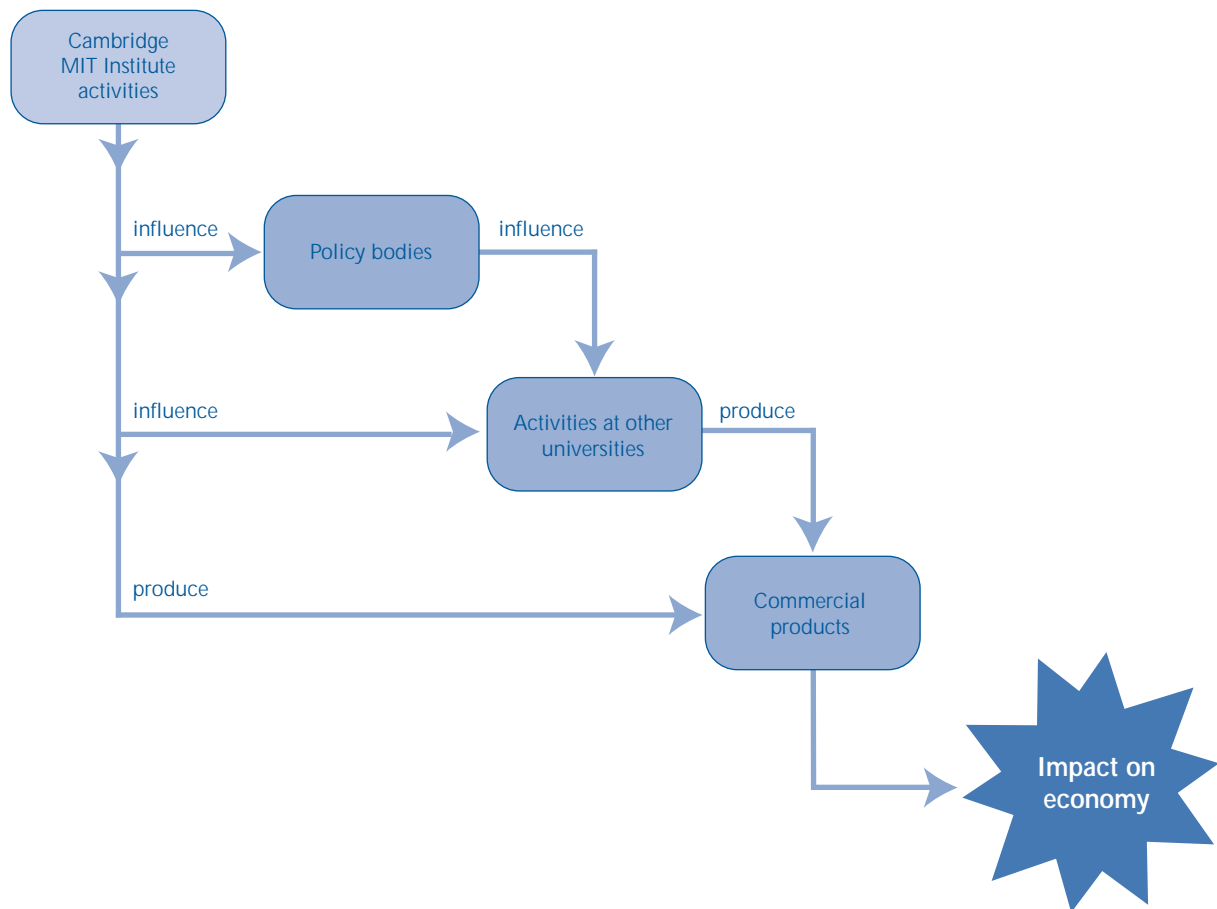 Cambridge
MIT Institute
activities
influence
Policy bodies
influence
influence
Activities at other
universities
produce
produce
Commercial
products
Impact on
economy